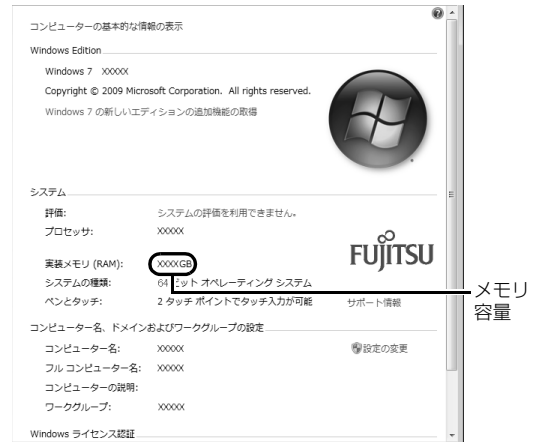 コンピューターの基本的な情報の表示
Windows Edition
Windows 7 XXXXX
Copyright © 2009 Microsoft Corporation. All rights reserved.
Windows 7 の新しいエディションの追加機能の取得
システム
評価: システムの評価を利用できません。
プロセッサ: XXXXX
FUJITSU
実装メモリ (RAM): XXXXGB
システムの種類: 64 ビット オペレーティング システム
メモリ
容量
ペンとタッチ: 2 タッチ ポイントでタッチ入力が可能 サポート情報
コンピューター名、ドメインおよびワークグループの設定
コンピューター名: XXXXX 設定の変更
フル コンピューター名: XXXXX
コンピューターの説明:
ワークグループ: XXXXX
Windows ライセンス認証